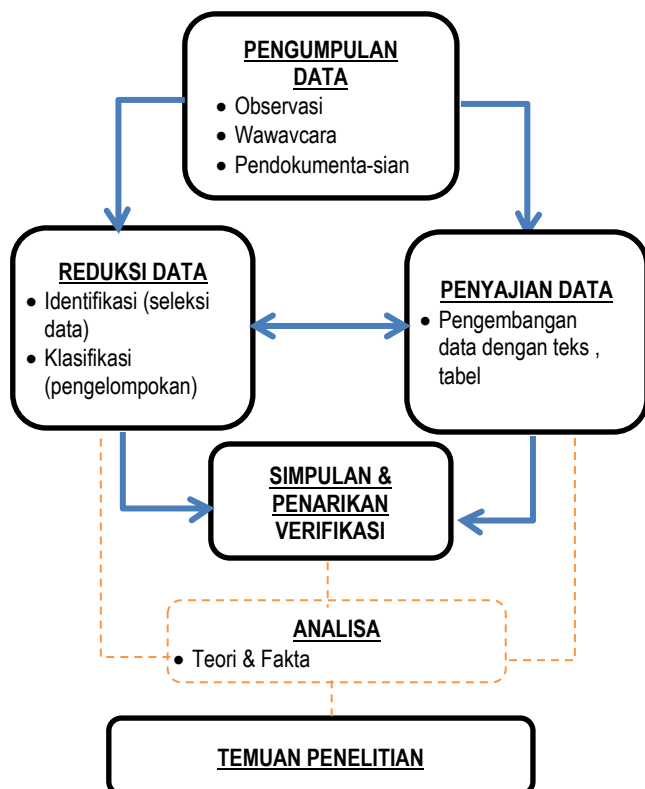 PENGUMPULAN
DATA
• Observasi
• Wawavcara
• Pendokumenta-sian
REDUKSI DATA
• Identifikasi (seleksi
data)
• Klasifikasi
(pengelompokan)
PENYAJIAN DATA
• Pengembangan
data dengan teks ,
tabel
SIMPULAN &
PENARIKAN
VERIFIKASI
ANALISA
• Teori & Fakta
TEMUAN PENELITIAN